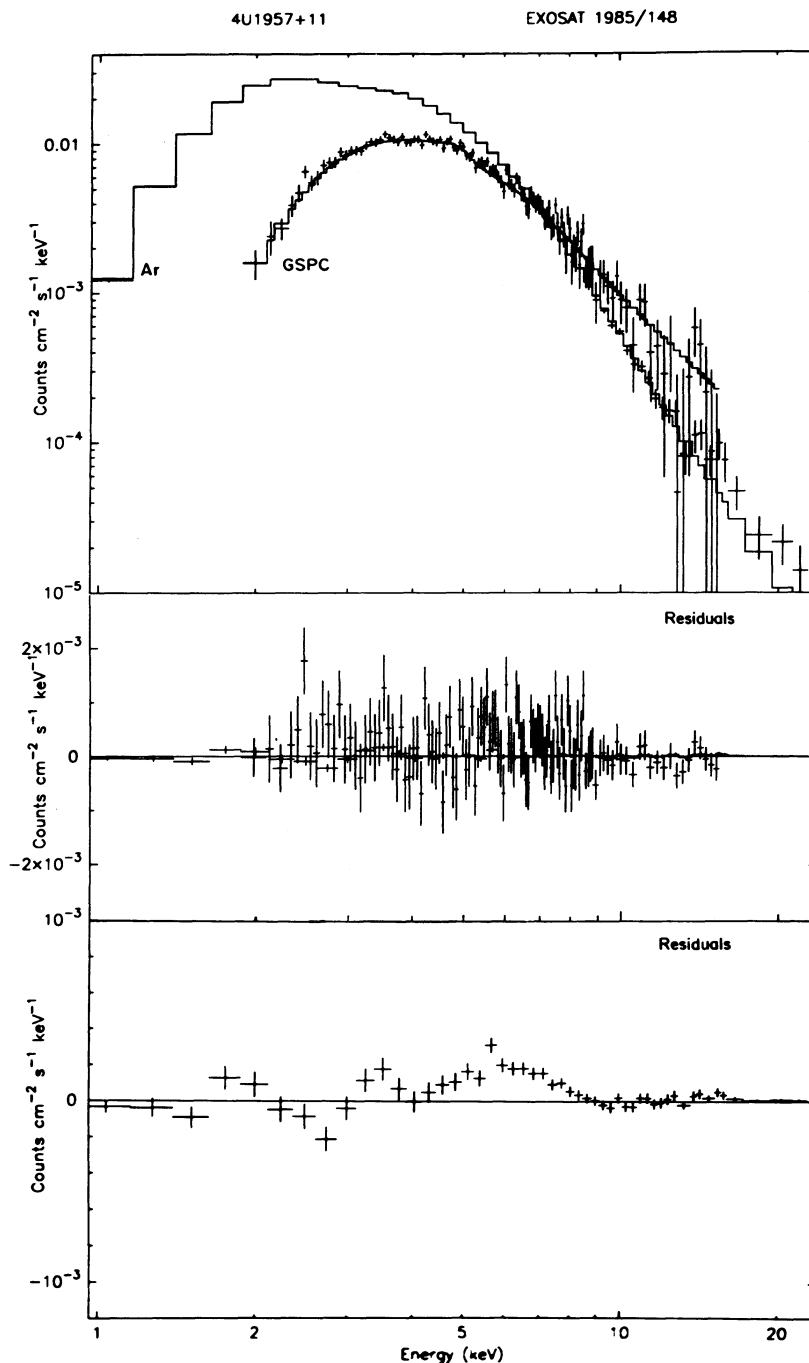 4U1957+11 EXOSAT 1985/148
0.01
10⁻³
10⁻⁴
10⁻⁵
Counts cm⁻² s⁻¹ keV⁻¹
Ar
GSPC
Residuals
2×10⁻³
0
−2×10⁻³
Counts cm⁻² s⁻¹ keV⁻¹
10⁻³
Residuals
0
−10⁻³
Counts cm⁻² s⁻¹ keV⁻¹
1 2 5 10 20
Energy (keV)